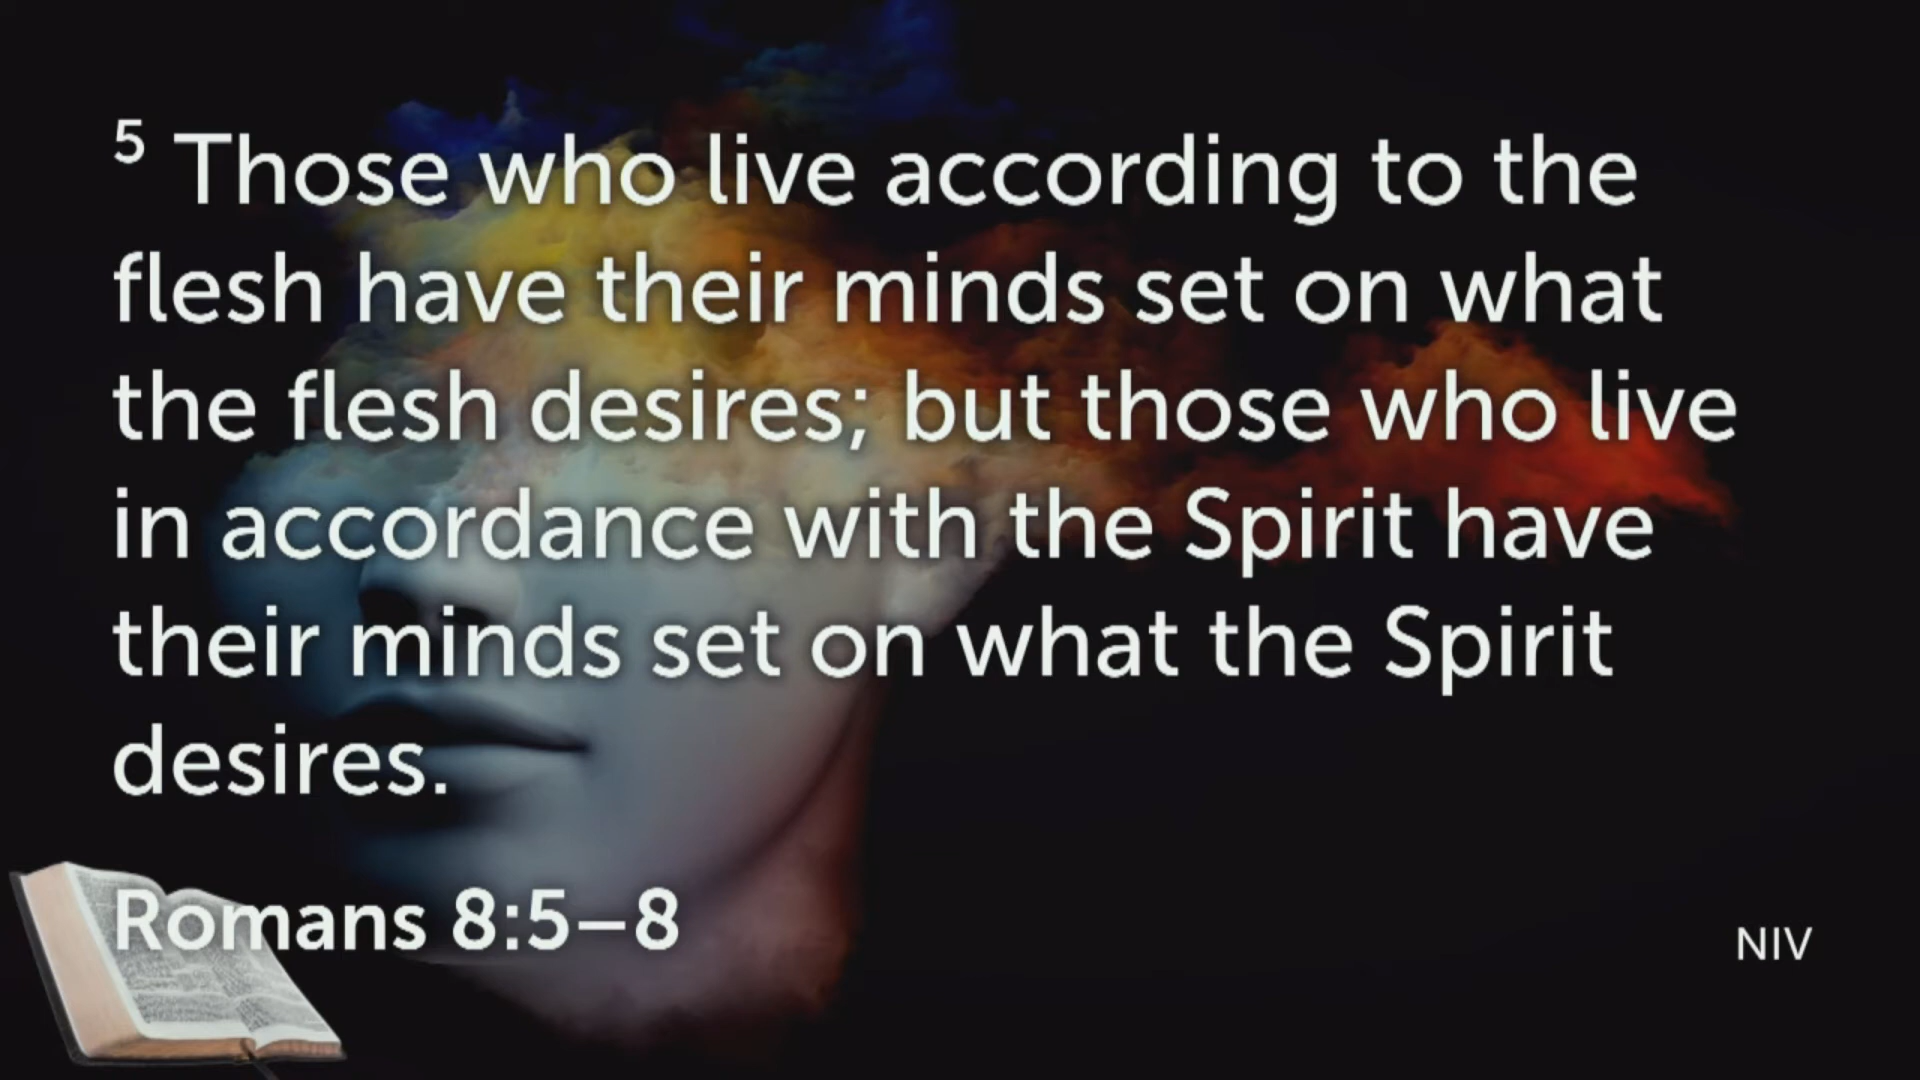 5 Those who live according to the
flesh have their minds set on what
the flesh desires; but those who live
in accordance with the Spirit have
their minds set on what the Spirit
desires.
Romans 8:5–8
NIV